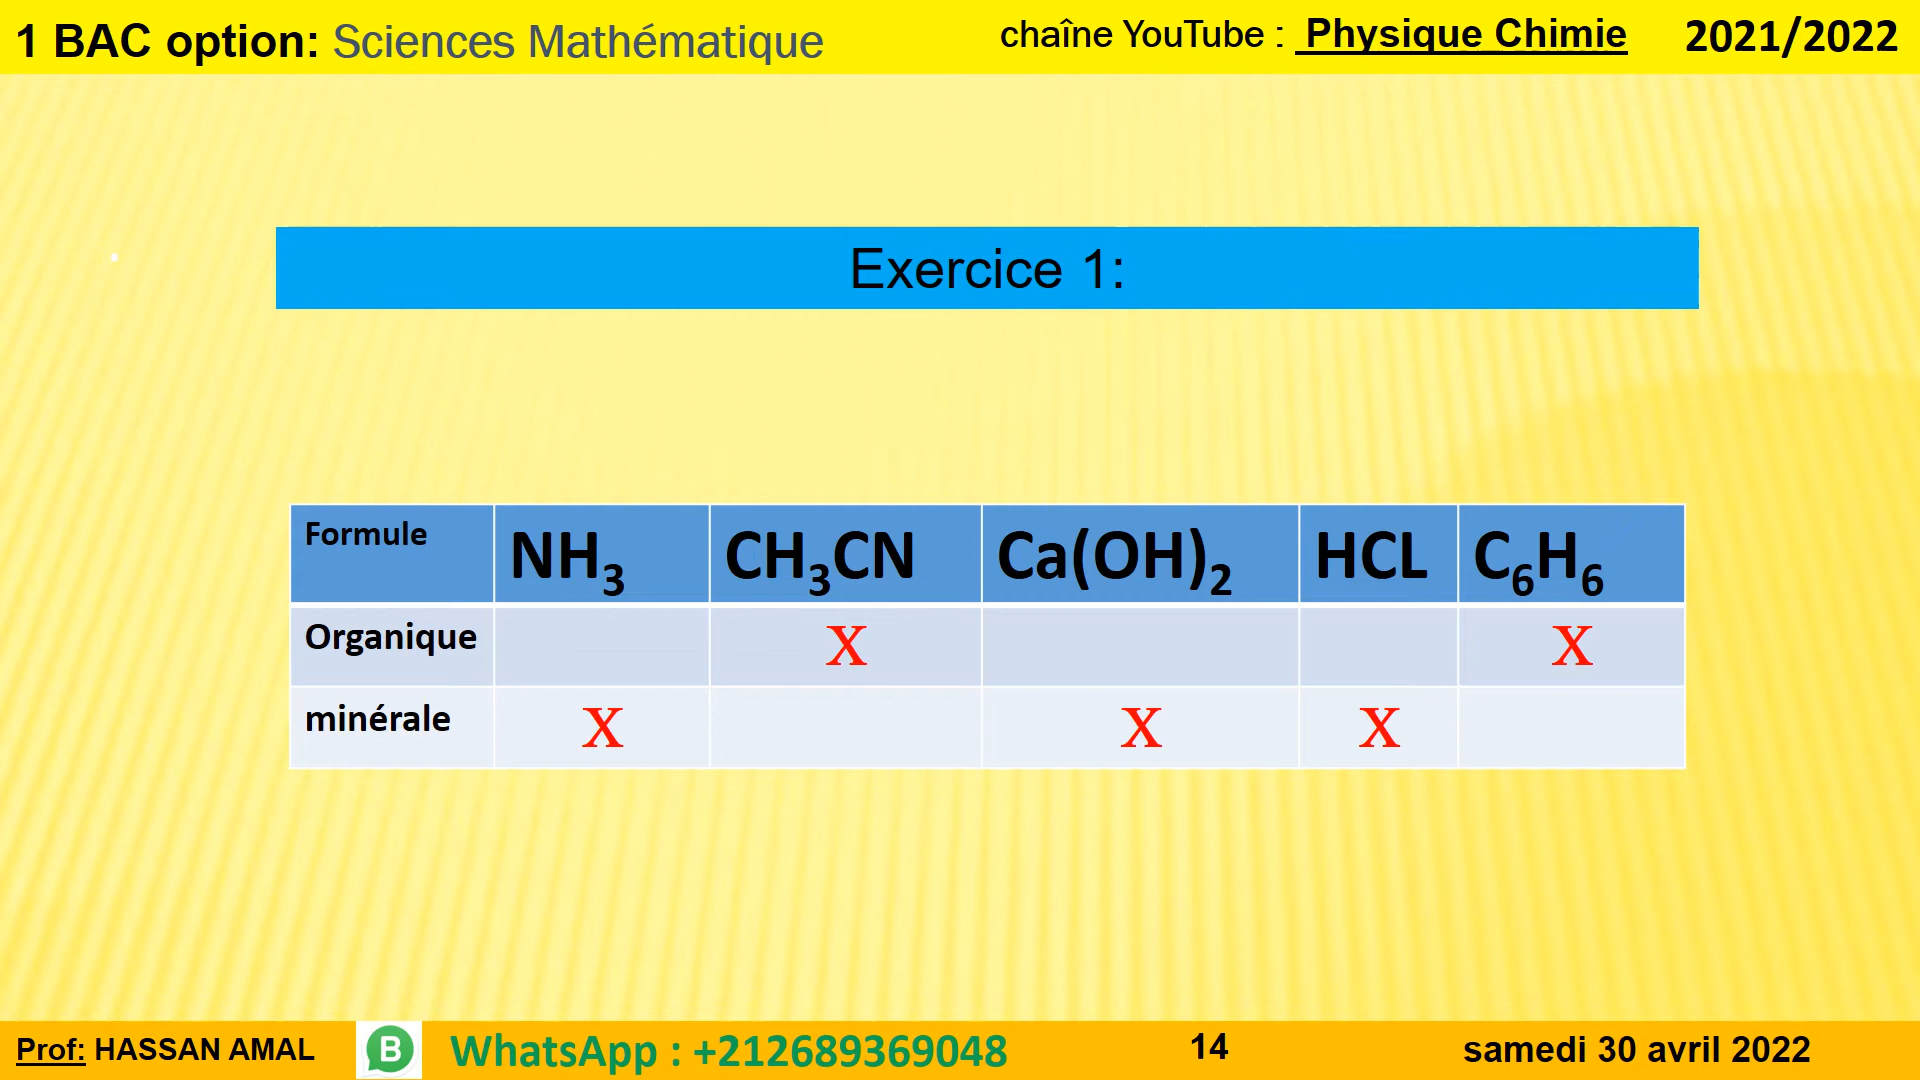 1 BAC option: Sciences Mathématique chaîne YouTube : Physique Chimie 2021/2022
Exercice 1:
Formule NH₃ CH₃CN Ca(OH)₂ HCL C₆H₆
Organique X X
minérale X X X
Prof: HASSAN AMAL B WhatsApp : +212689369048 14 samedi 30 avril 2022